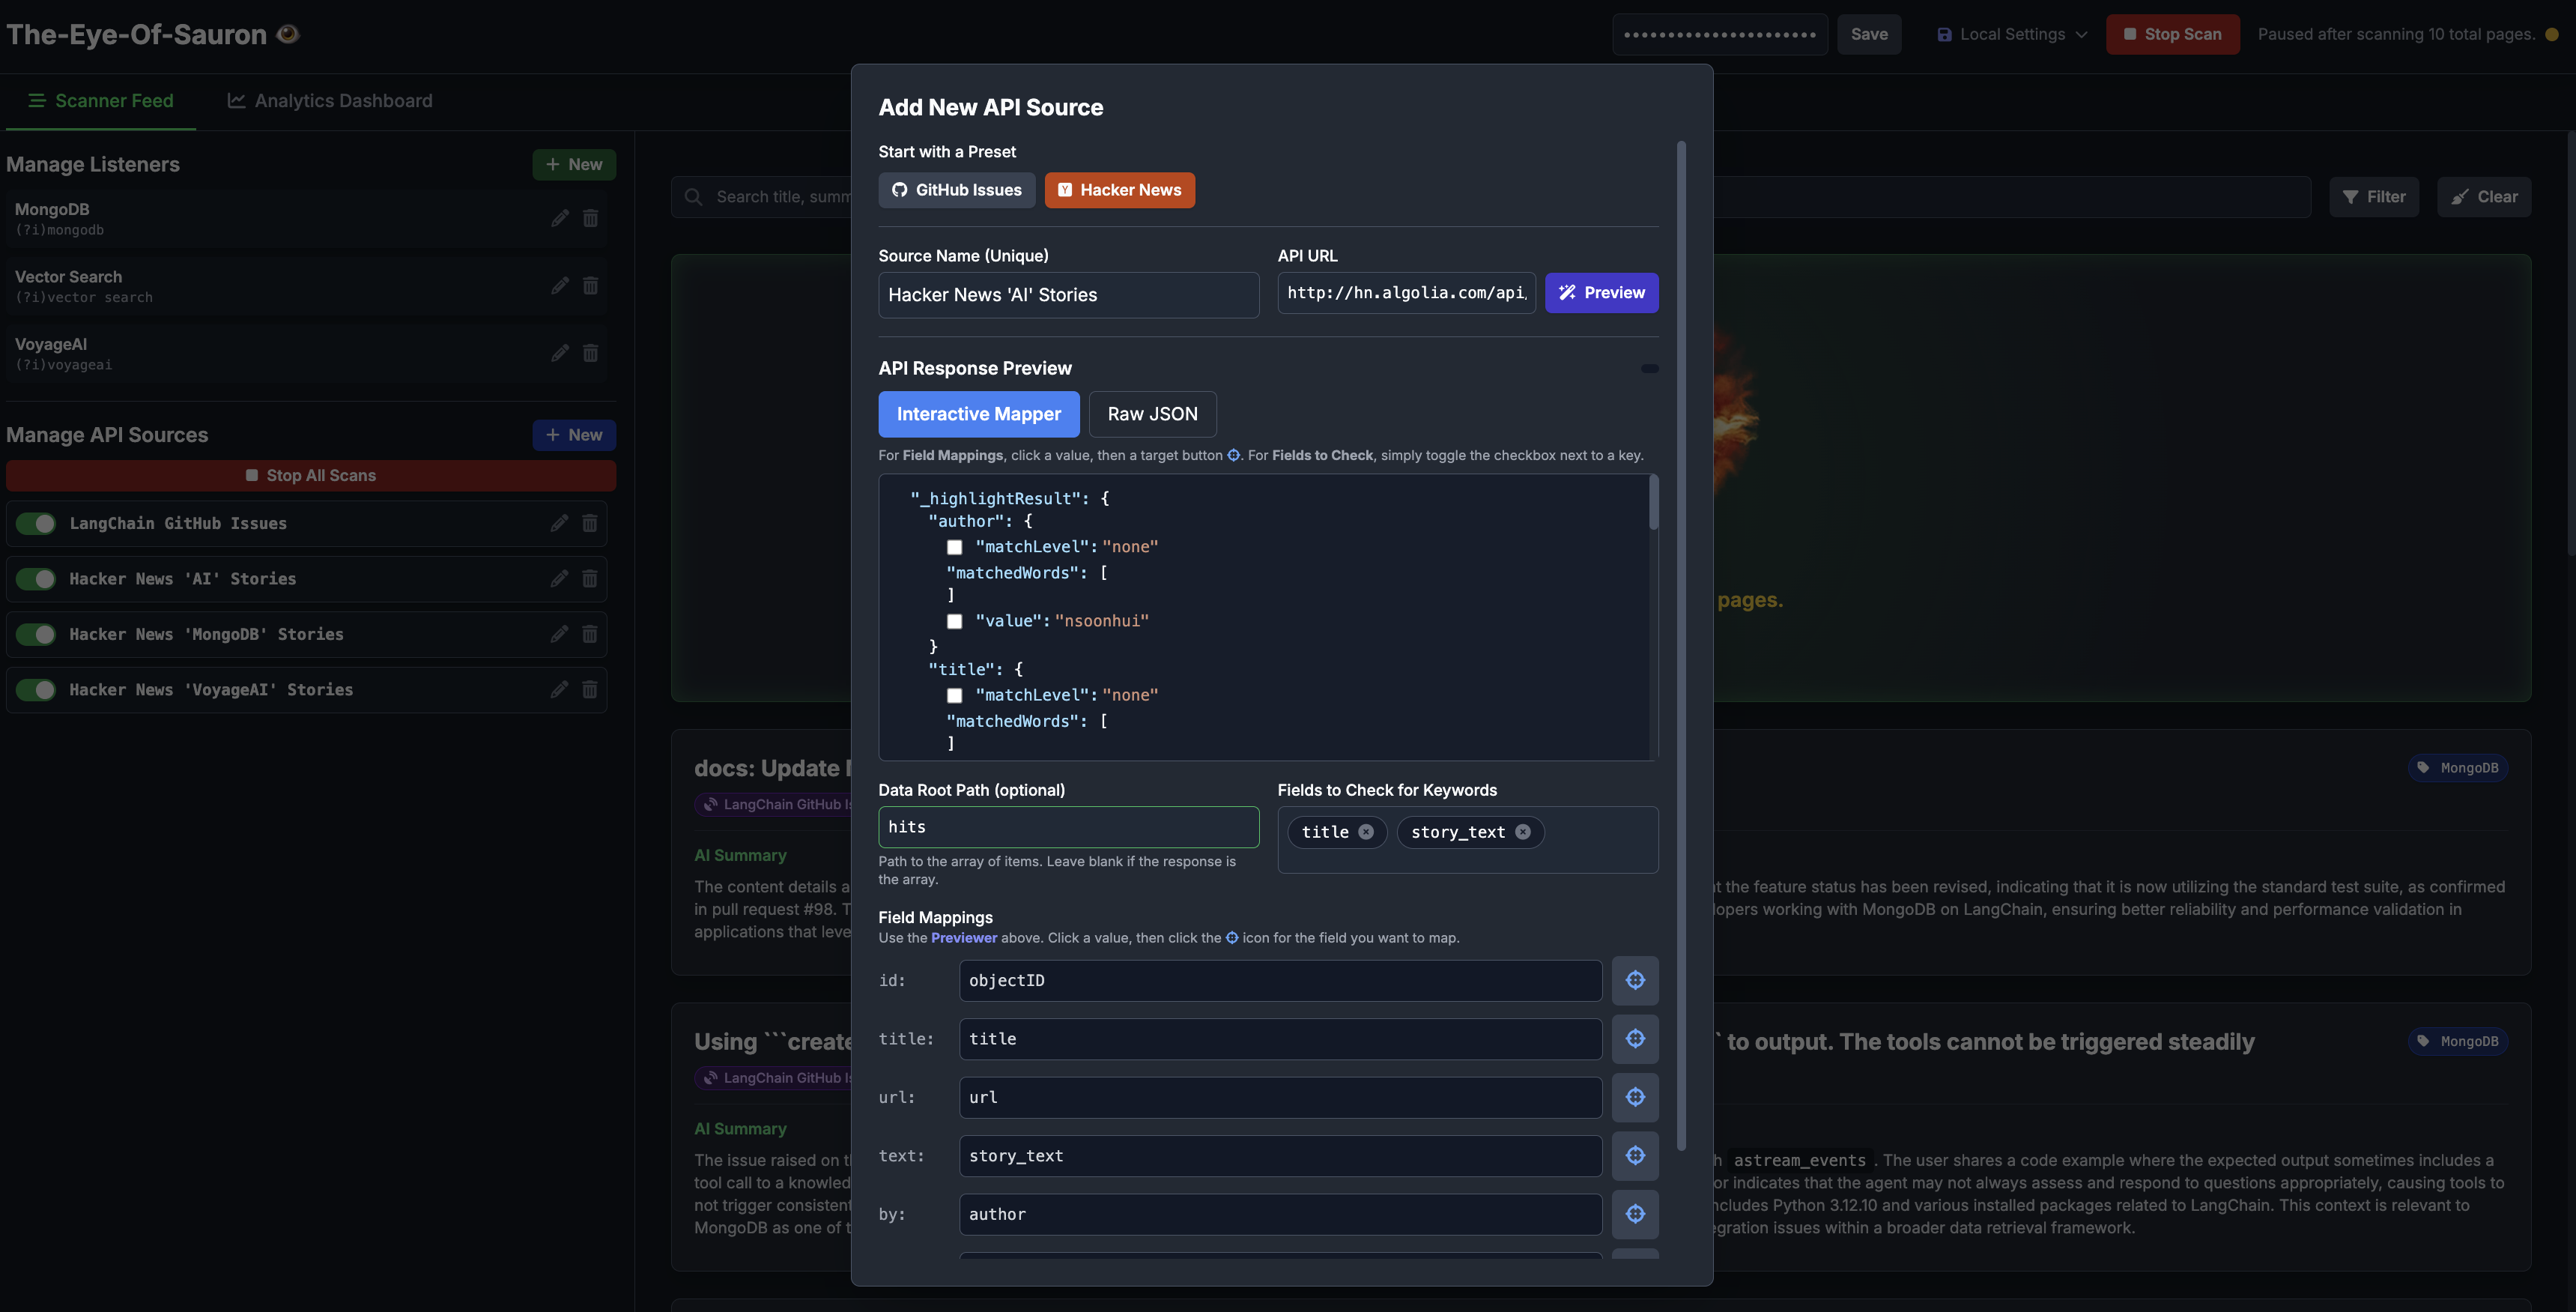 The-Eye-Of-Sauron
Save
Local Settings
Stop Scan
Paused after scanning 10 total pages.
Scanner Feed
Analytics Dashboard
Manage Listeners
+ New
MongoDB
(?i)mongodb
Vector Search
(?i)vector search
VoyageAI
(?i)voyageai
Manage API Sources
+ New
Stop All Scans
LangChain GitHub Issues
Hacker News 'AI' Stories
Hacker News 'MongoDB' Stories
Hacker News 'VoyageAI' Stories
Search title, summ
Filter
Clear
pages.
docs: Update
LangChain GitHub Is
MongoDB
AI Summary
The content details a
t the feature status has been revised, indicating that it is now utilizing the standard test suite, as confirmed
in pull request #98. T
lopers working with MongoDB on LangChain, ensuring better reliability and performance validation in
applications that leve
Using ```create
` to output. The tools cannot be triggered steadily
MongoDB
LangChain GitHub Is
AI Summary
The issue raised on t
h astream_events . The user shares a code example where the expected output sometimes includes a
tool call to a knowled
or indicates that the agent may not always assess and respond to questions appropriately, causing tools to
not trigger consistent
ncludes Python 3.12.10 and various installed packages related to LangChain. This context is relevant to
MongoDB as one of t
egration issues within a broader data retrieval framework.
Add New API Source
Start with a Preset
GitHub Issues
Y Hacker News
Source Name (Unique)
API URL
Hacker News 'AI' Stories
http://hn.algolia.com/api/
Preview
API Response Preview
Interactive Mapper
Raw JSON
For Field Mappings, click a value, then a target button . For Fields to Check, simply toggle the checkbox next to a key.
"_highlightResult": {
"author": {
"matchLevel": "none"
"matchedWords": [
]
"value": "nsoonhui"
}
"title": {
"matchLevel": "none"
"matchedWords": [
]
Data Root Path (optional)
Fields to Check for Keywords
hits
title
story_text
Path to the array of items. Leave blank if the response is
the array.
Field Mappings
Use the Previewer above. Click a value, then click the icon for the field you want to map.
id:
objectID
title:
title
url:
url
text:
story_text
by:
author